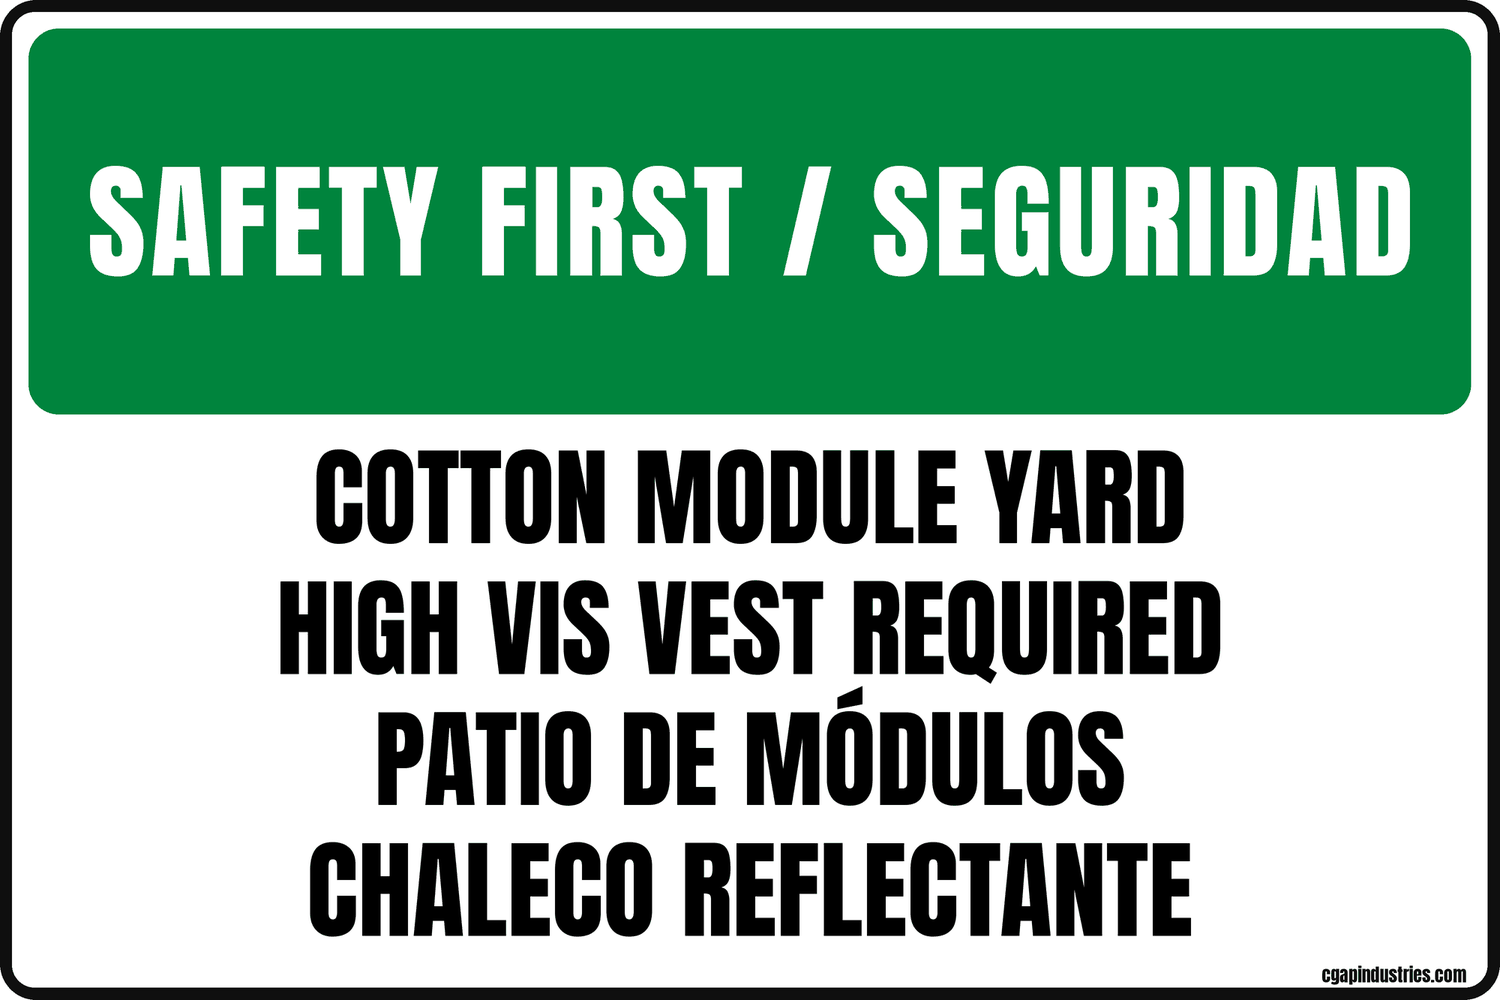 SAFETY FIRST / SEGURIDAD
COTTON MODULE YARD
HIGH VIS VEST REQUIRED
PATIO DE MÓDULOS
CHALECO REFLECTANTE
cgapindustries.com